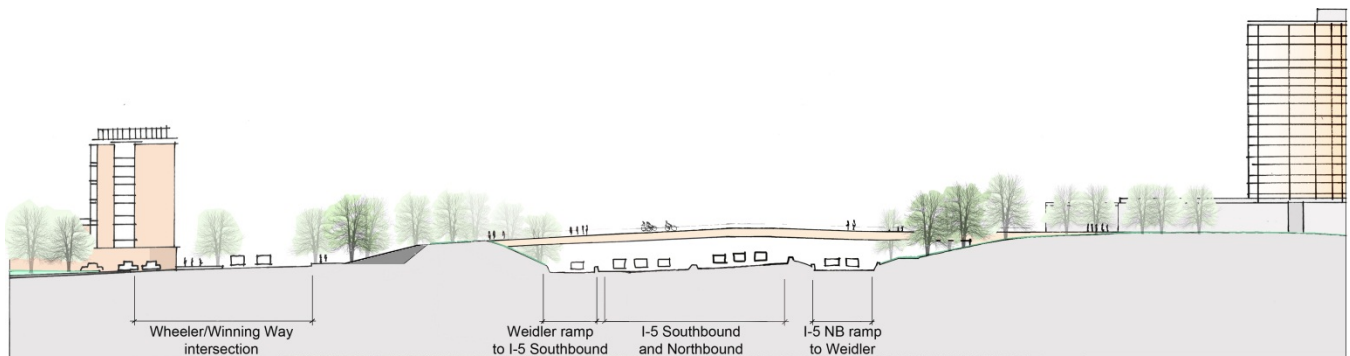 Wheeler/Winning Way
intersection
Weidler ramp
to I-5 Southbound
I-5 Southbound
and Northbound
I-5 NB ramp
to Weidler